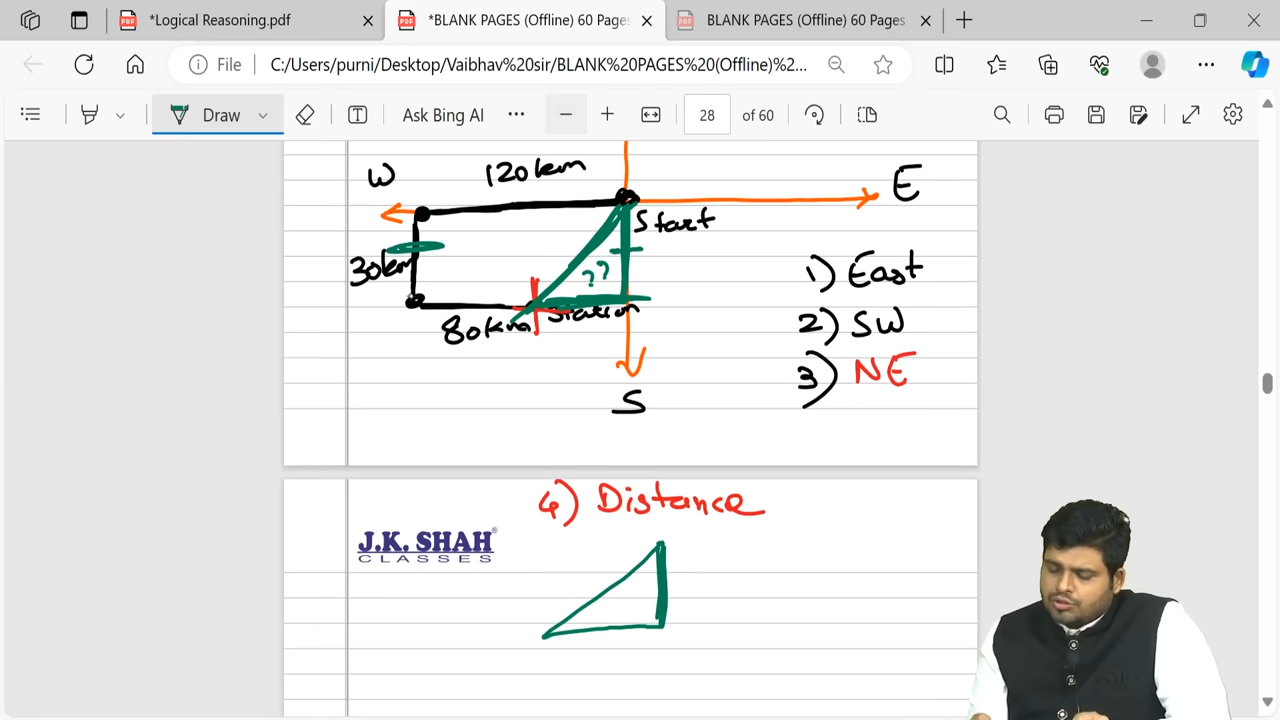 *Logical Reasoning.pdf
*BLANK PAGES (Offline) 60 Pages
BLANK PAGES (Offline) 60 Pages
File
C:/Users/purni/Desktop/Vaibhav%20sir/BLANK%20PAGES%20(Offline)%2...
Draw
Ask Bing AI
28
of 60
W
120km
E
Start
30km
??
1) East
80km
Station
2) SW
3) NE
S
4) Distance
J.K. SHAH®
CLASSES